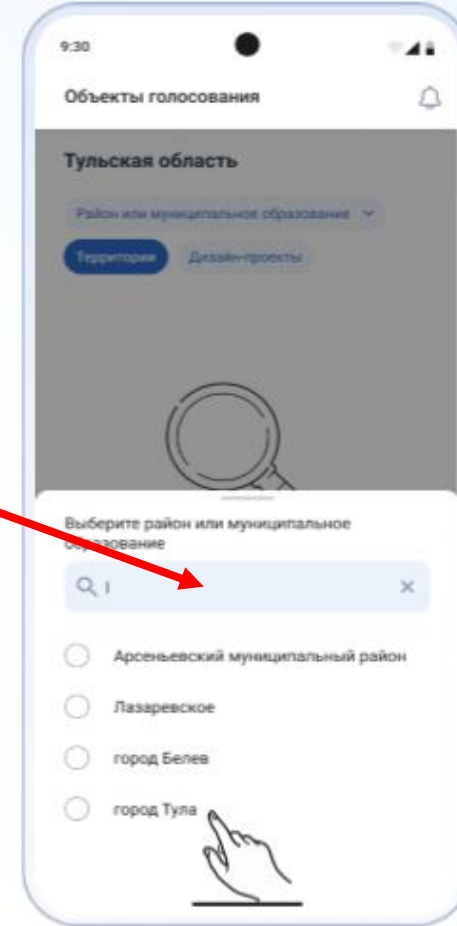 9:30
Объекты голосования
Тульская область
Район или муниципальное образование
Территории Дизайн-проекты
Выберите район или муниципальное
образование
Арсеньевский муниципальный район
Лазаревское
город Белев
город Тула